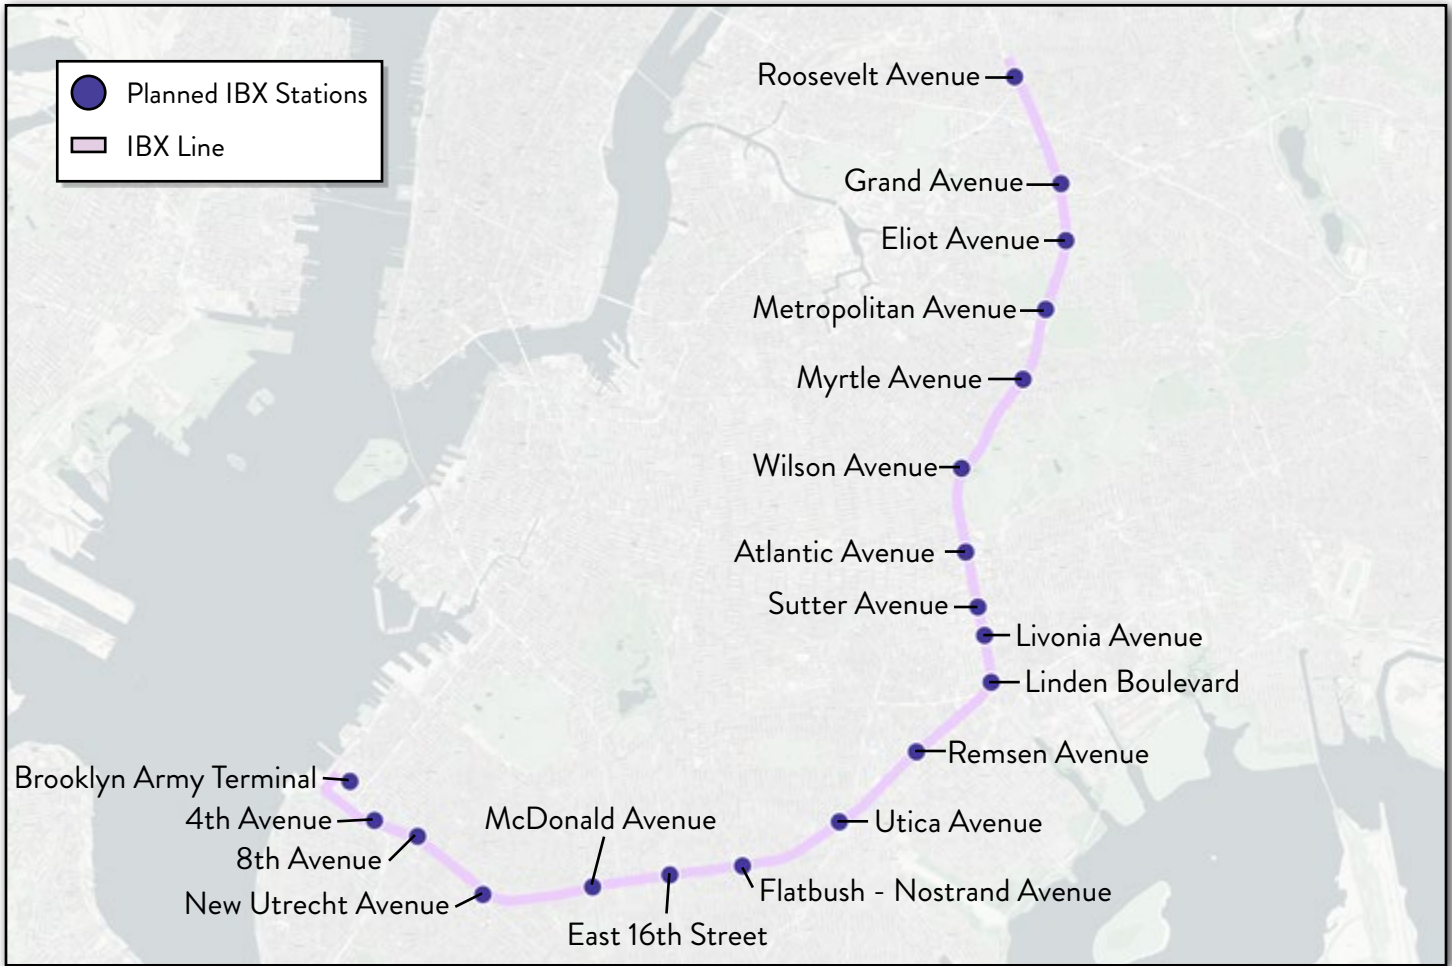 Planned IBX Stations
IBX Line
Roosevelt Avenue
Grand Avenue
Eliot Avenue
Metropolitan Avenue
Myrtle Avenue
Wilson Avenue
Atlantic Avenue
Sutter Avenue
Livonia Avenue
Linden Boulevard
Remsen Avenue
Brooklyn Army Terminal
4th Avenue
McDonald Avenue
Utica Avenue
8th Avenue
Flatbush - Nostrand Avenue
New Utrecht Avenue
East 16th Street